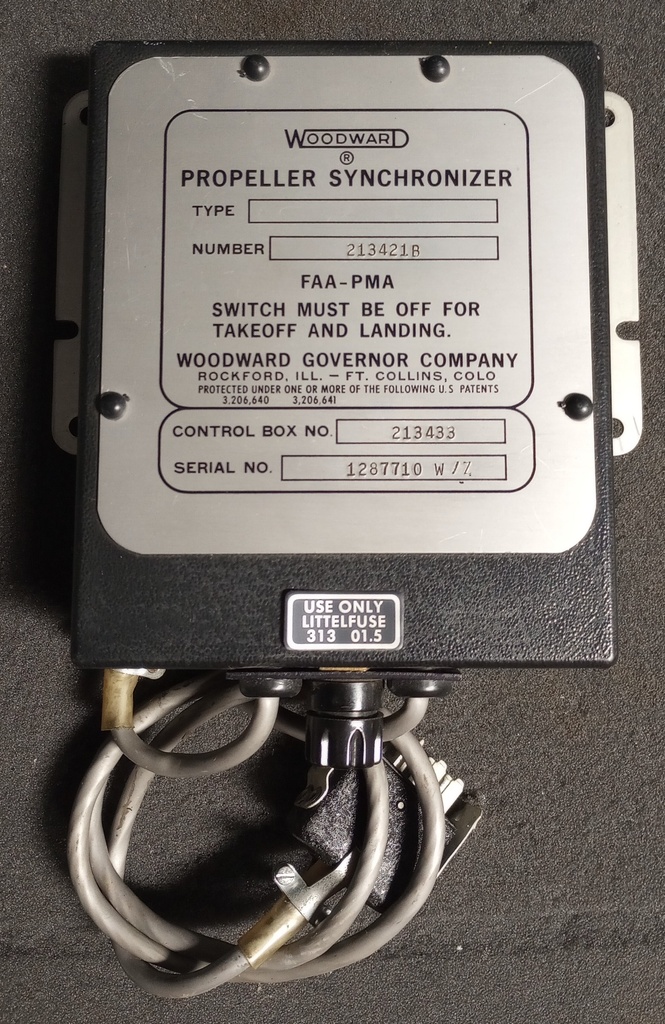 WOODWARD
®
PROPELLER SYNCHRONIZER
TYPE
NUMBER 213421B
FAA-PMA
SWITCH MUST BE OFF FOR
TAKEOFF AND LANDING.
WOODWARD GOVERNOR COMPANY
ROCKFORD, ILL. – FT. COLLINS, COLO
PROTECTED UNDER ONE OR MORE OF THE FOLLOWING U.S PATENTS
3,206,640 3,206,641
CONTROL BOX NO. 213433
SERIAL NO. 1287710 W/
USE ONLY
LITTELFUSE
313 01.5